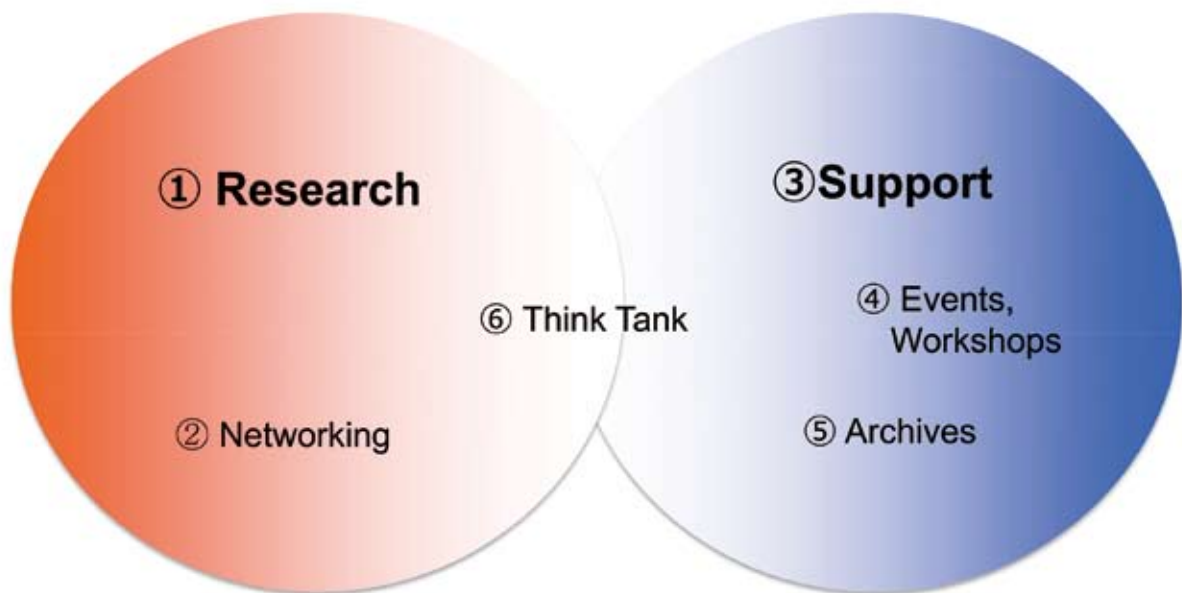 ① Research
② Networking
③Support
④ Events,
Workshops
⑤ Archives
⑥ Think Tank